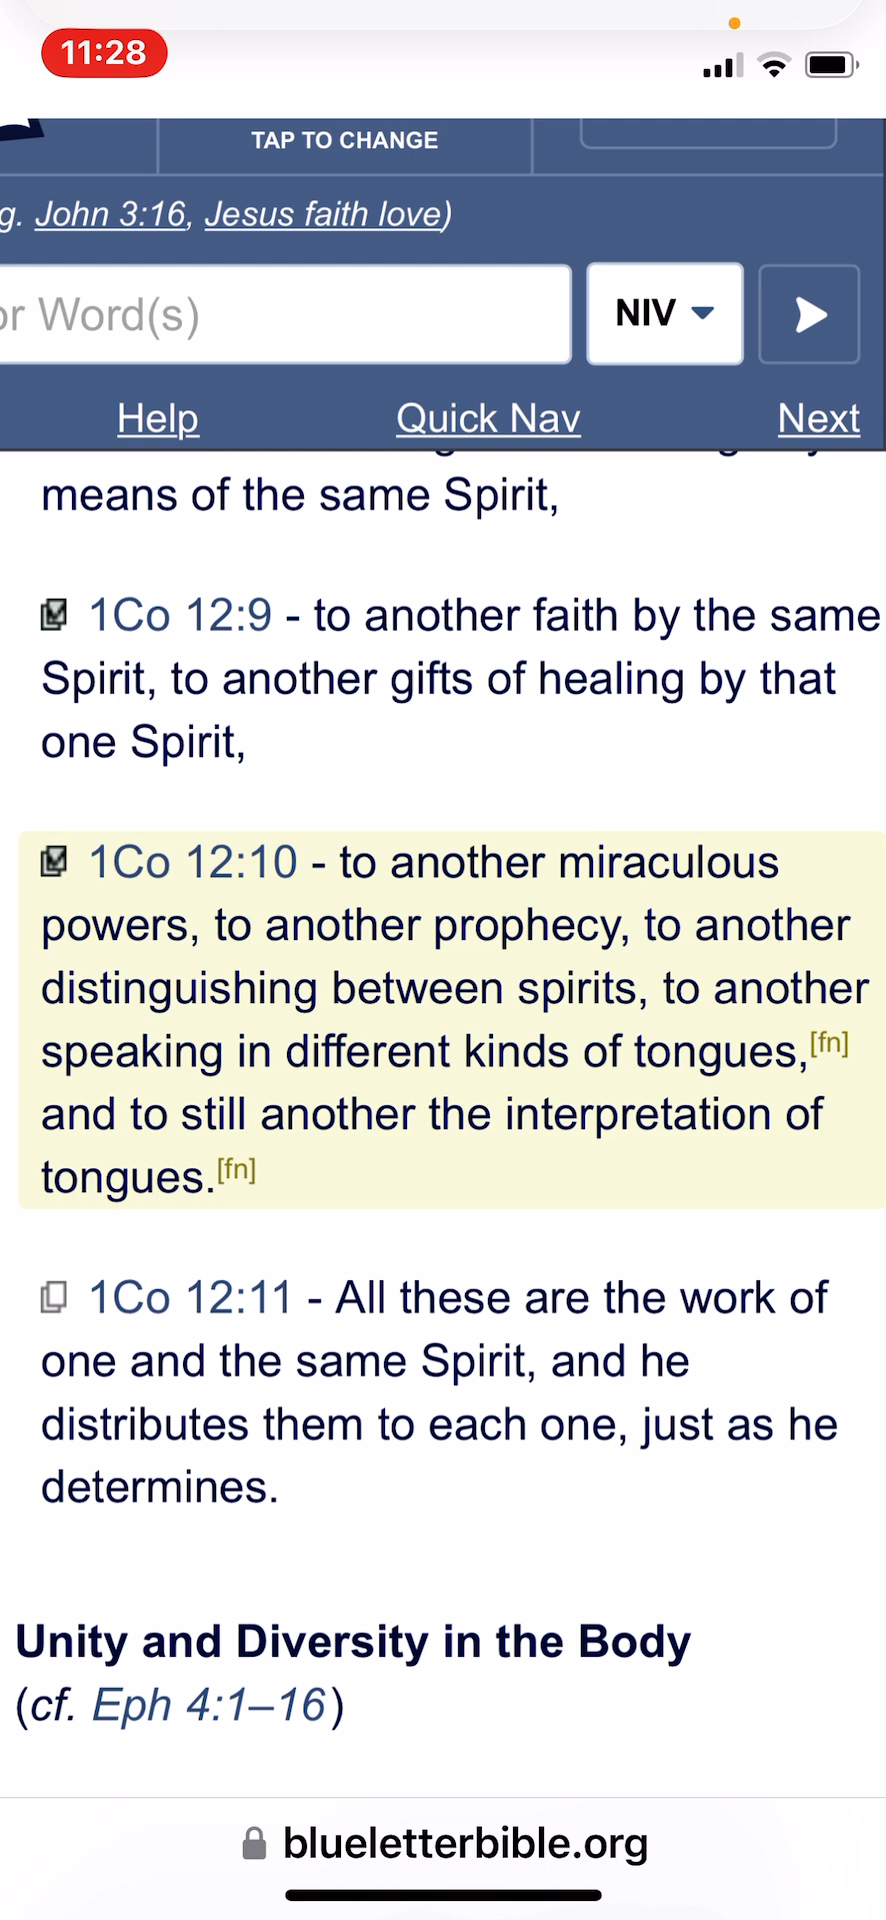 11:28
TAP TO CHANGE
g. John 3:16, Jesus faith love)
or Word(s)
NIV
Help Quick Nav Next
means of the same Spirit,
1Co 12:9 - to another faith by the same
Spirit, to another gifts of healing by that
one Spirit,
1Co 12:10 - to another miraculous
powers, to another prophecy, to another
distinguishing between spirits, to another
speaking in different kinds of tongues,[fn]
and to still another the interpretation of
tongues.[fn]
1Co 12:11 - All these are the work of
one and the same Spirit, and he
distributes them to each one, just as he
determines.
Unity and Diversity in the Body
(cf. Eph 4:1–16)
blueletterbible.org